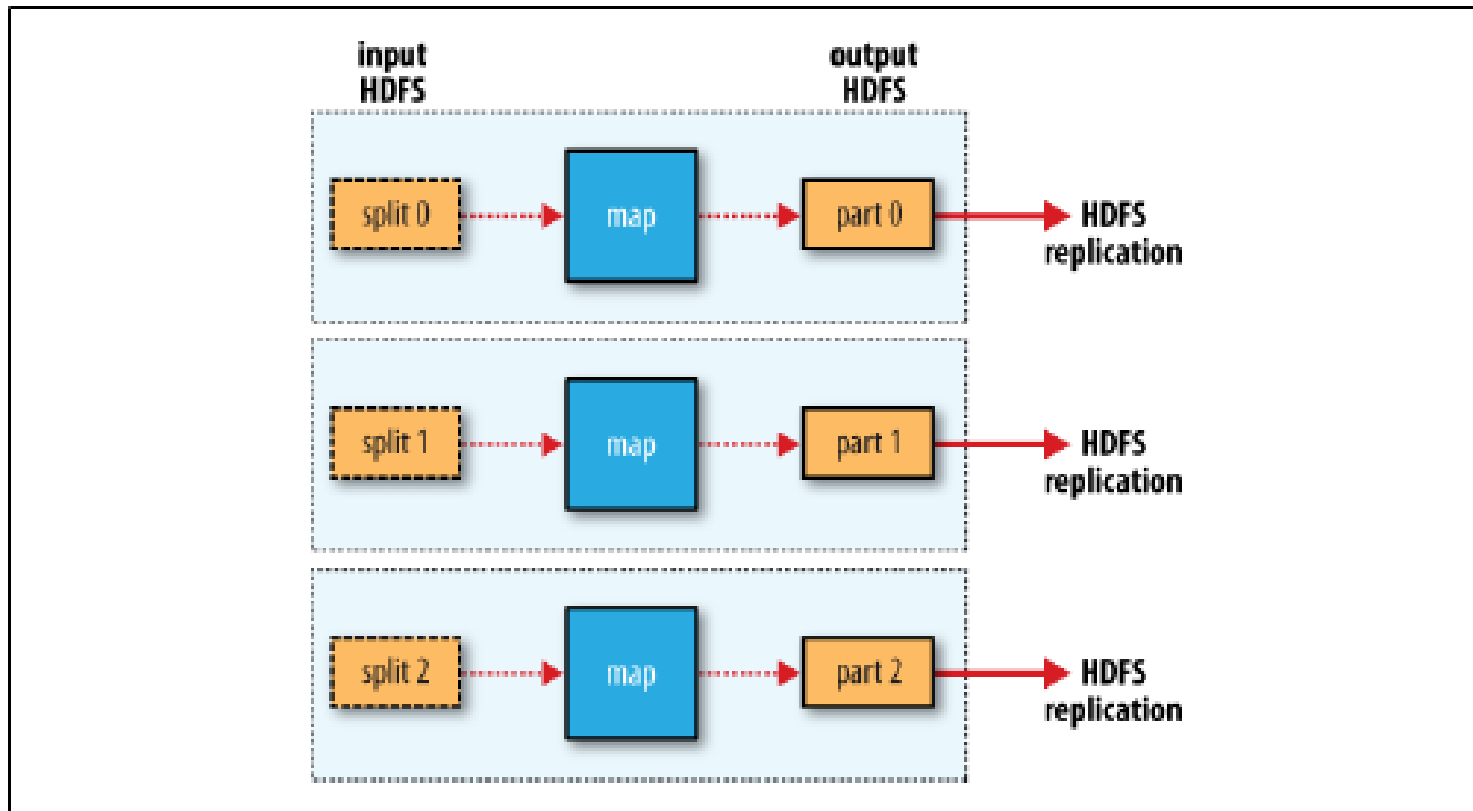 input
HDFS
output
HDFS
split 0
map
part 0
HDFS
replication
split 1
map
part 1
HDFS
replication
split 2
map
part 2
HDFS
replication